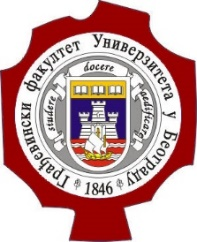 Грађевински факултет Универзитета у Београду
studere docere aedificare
1846